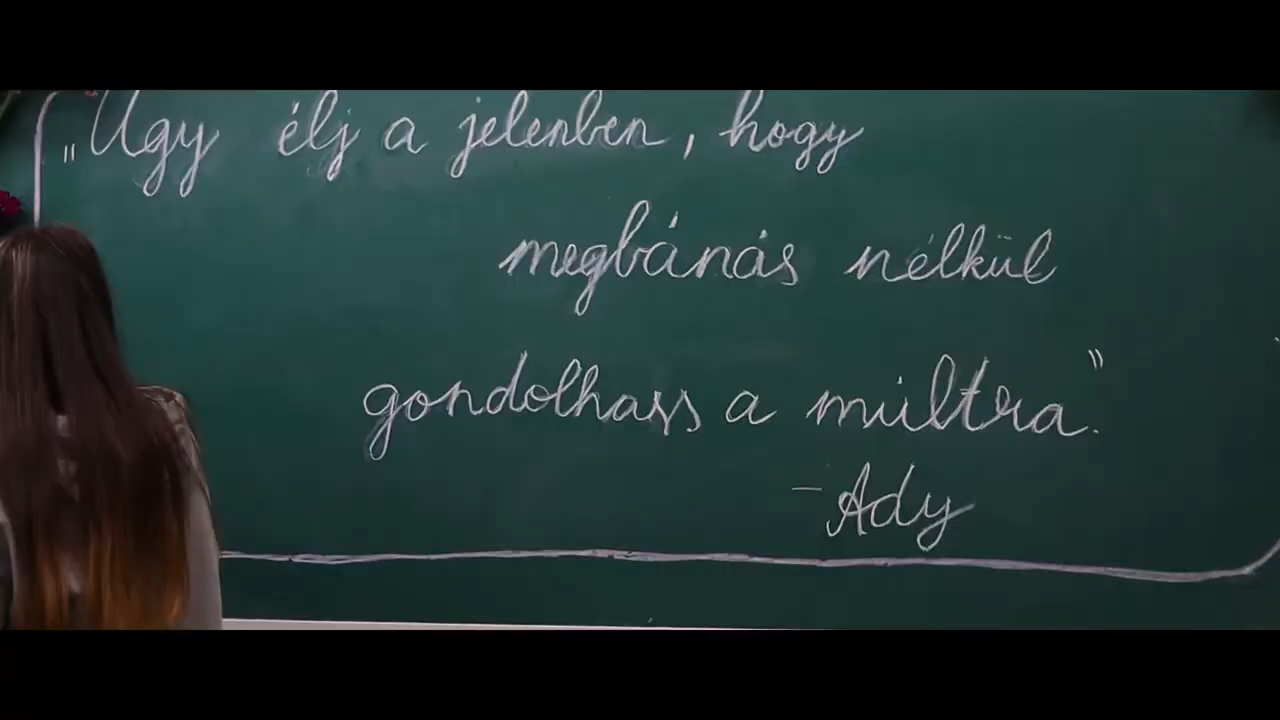 „Úgy élj a jelenben, hogy
megbánás nélkül
gondolhass a múltra.”
- Ady